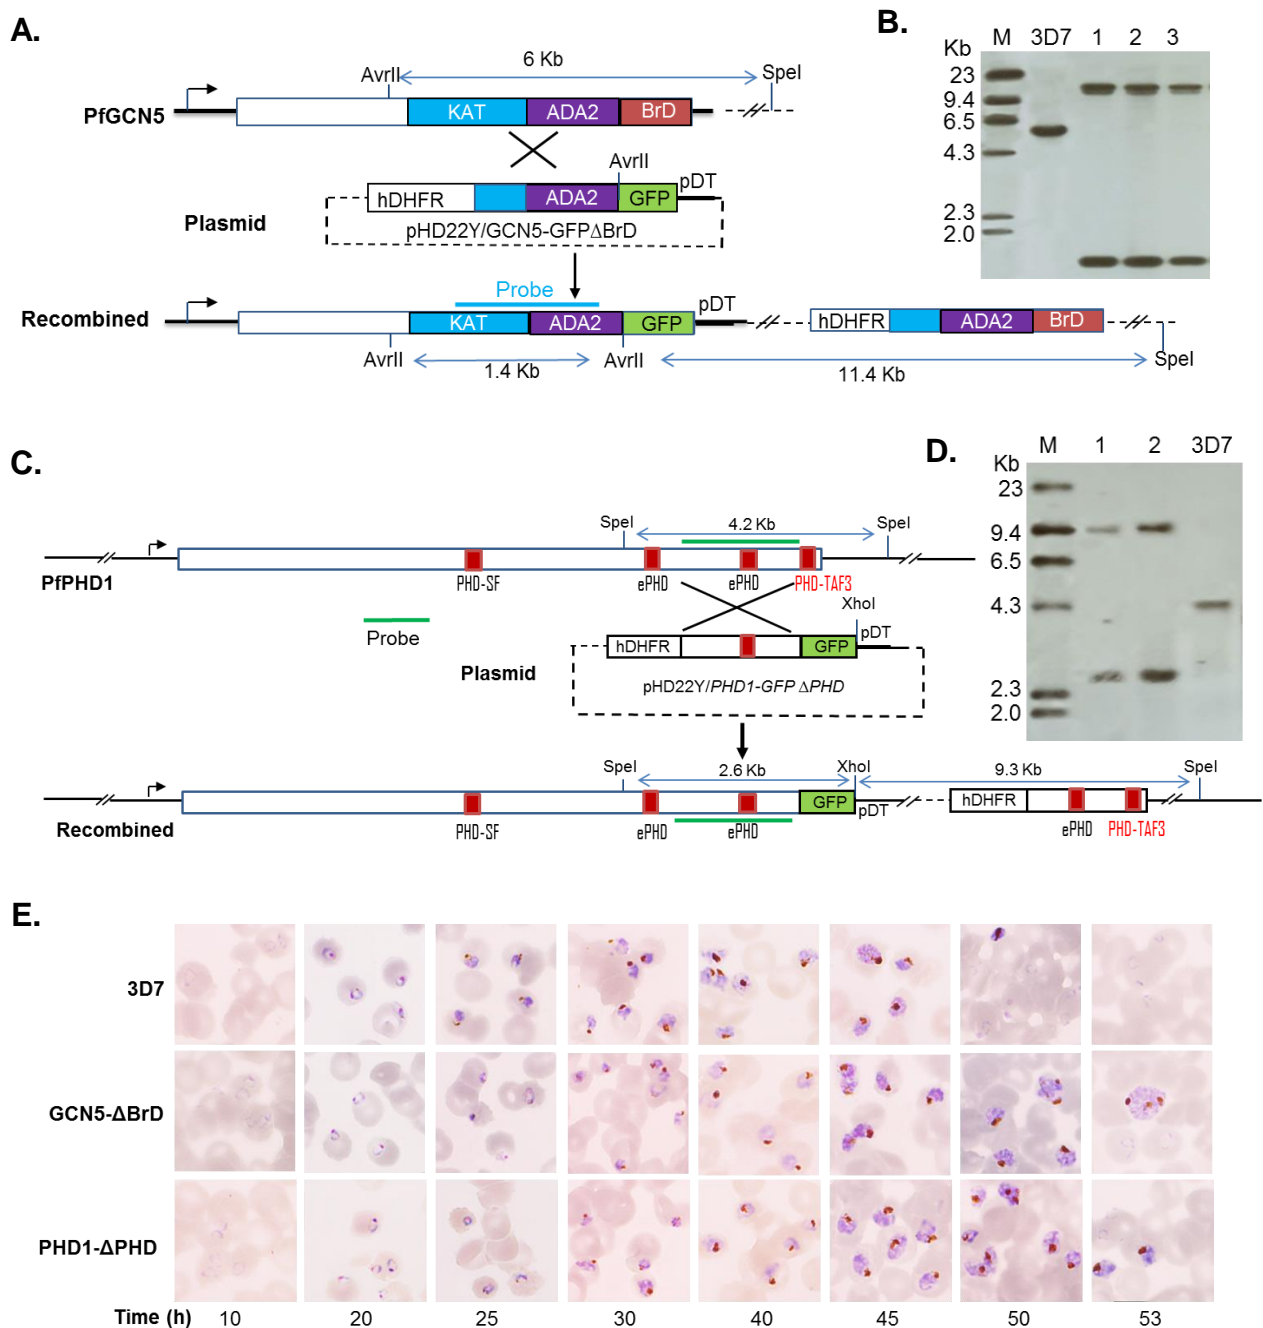 A.
6 Kb
AvrII
SpeI
PfGCN5
KAT
ADA2
BrD
AvrII
pDT
hDHFR
ADA2
GFP
Plasmid
pHD22Y/GCN5-GFPΔBrD
Probe
pDT
Recombined
KAT
ADA2
GFP
hDHFR
ADA2
BrD
AvrII
1.4 Kb
AvrII
11.4 Kb
SpeI
B.
Kb
M 3D7 1 2 3
23
9.4
6.5
4.3
2.3
2.0
C.
SpeI
4.2 Kb
SpeI
PfPHD1
PHD-SF
ePHD
ePHD
PHD-TAF3
Probe
XhoI
pDT
hDHFR
GFP
Plasmid
pHD22Y/PHD1-GFP ΔPHD
SpeI
2.6 Kb
XhoI
9.3 Kb
SpeI
GFP
pDT
hDHFR
Recombined
PHD-SF
ePHD
ePHD
ePHD
PHD-TAF3
D.
Kb
M 1 2 3D7
23
9.4
6.5
4.3
2.3
2.0
E.
3D7
GCN5-ΔBrD
PHD1-ΔPHD
Time (h) 10 20 25 30 40 45 50 53